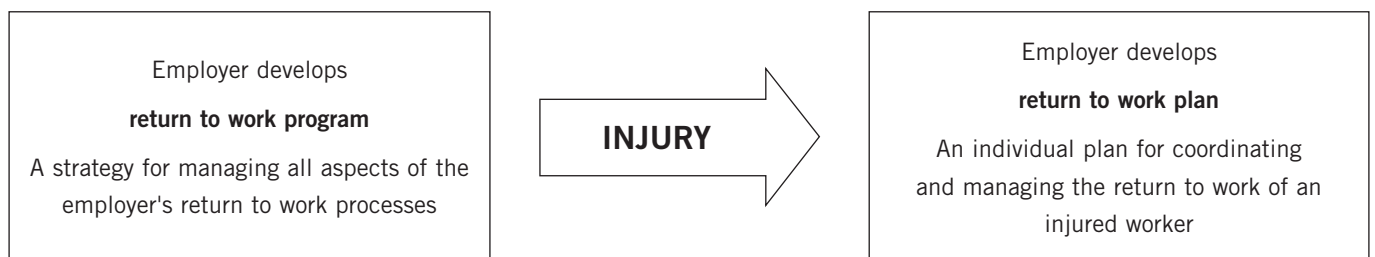 Employer develops
return to work program
A strategy for managing all aspects of the
employer's return to work processes
INJURY
Employer develops
return to work plan
An individual plan for coordinating
and managing the return to work of an
injured worker